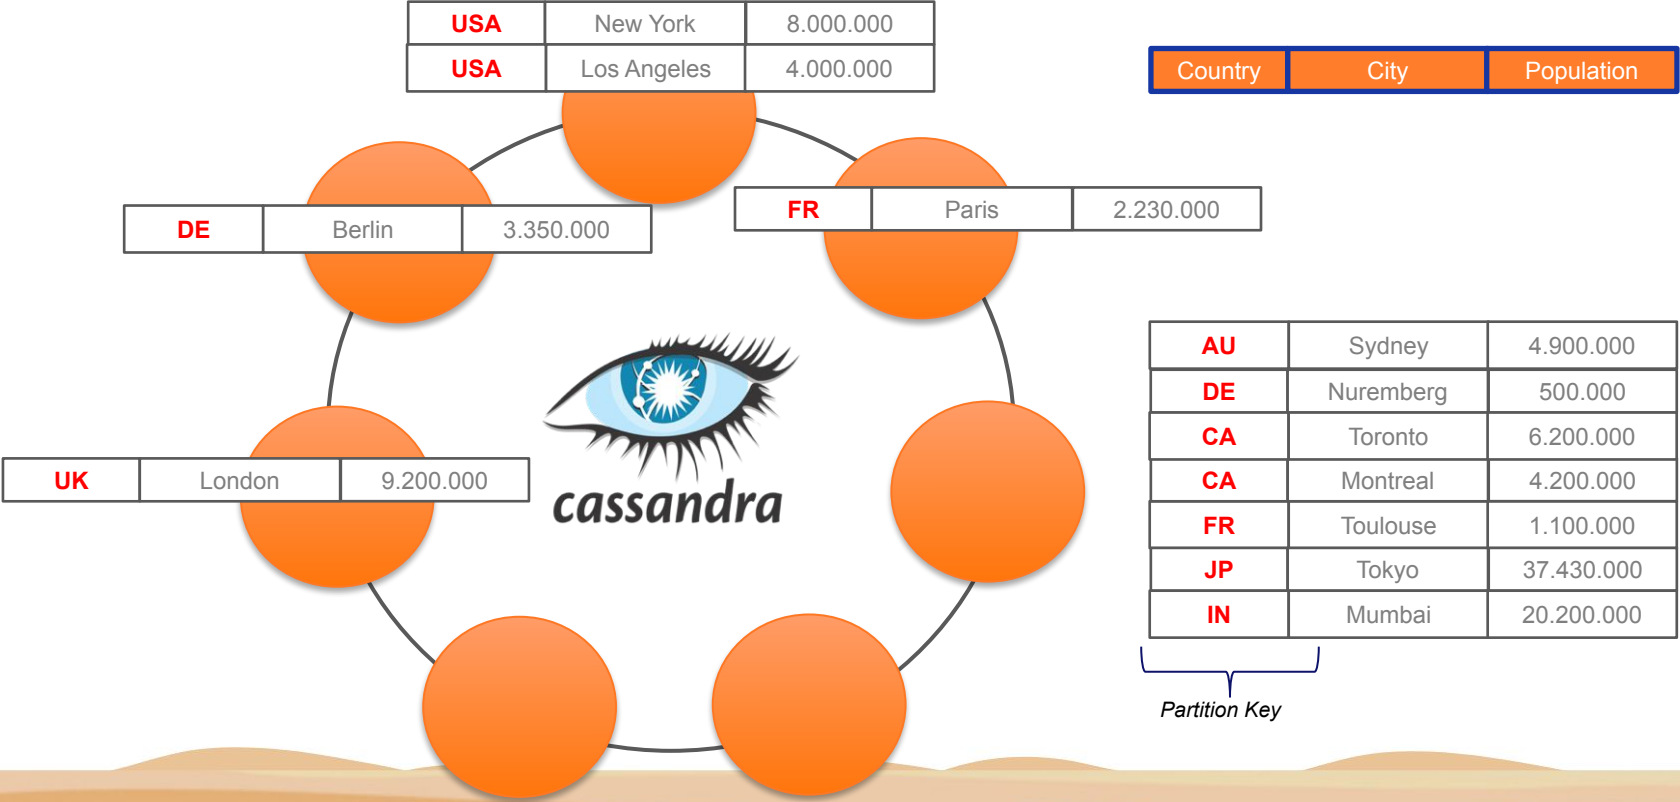 USA New York 8.000.000
USA Los Angeles 4.000.000
Country City Population
DE Berlin 3.350.000
FR Paris 2.230.000
UK London 9.200.000
cassandra
AU Sydney 4.900.000
DE Nuremberg 500.000
CA Toronto 6.200.000
CA Montreal 4.200.000
FR Toulouse 1.100.000
JP Tokyo 37.430.000
IN Mumbai 20.200.000
Partition Key